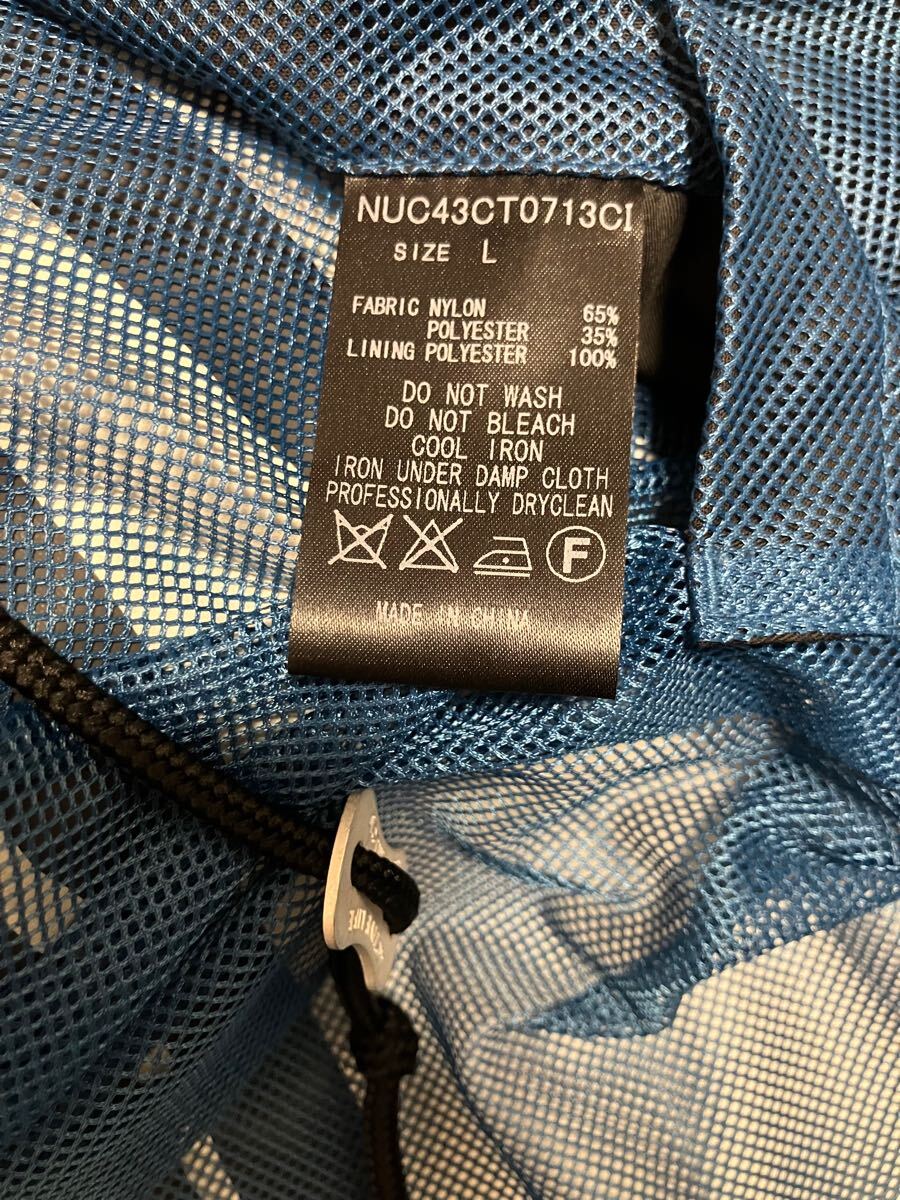 NUC43CT0713CI
SIZE L
FABRIC NYLON 65%
POLYESTER 35%
LINING POLYESTER 100%
DO NOT WASH
DO NOT BLEACH
COOL IRON
IRON UNDER DAMP CLOTH
PROFESSIONALLY DRYCLEAN
F
MADE IN CHINA
LIFE